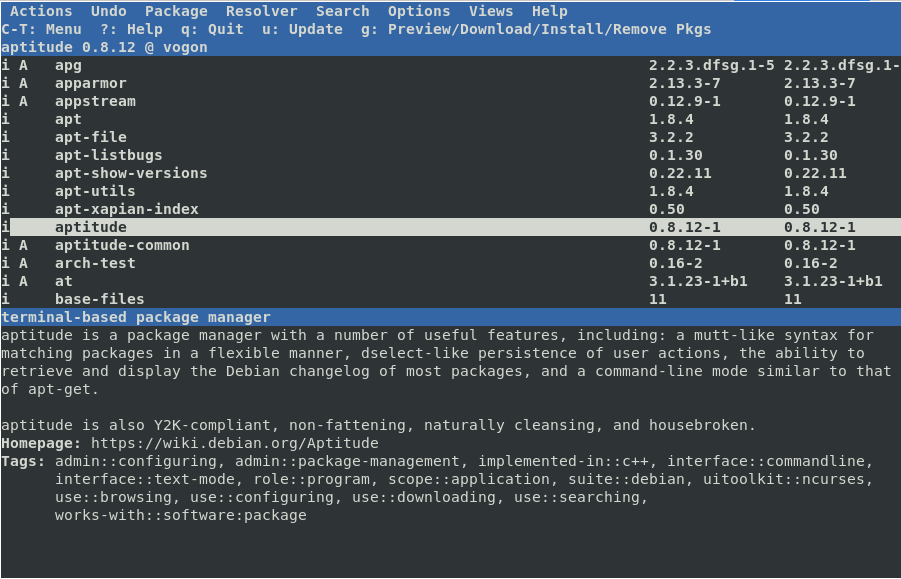 Actions Undo Package Resolver Search Options Views Help
C-T: Menu ?: Help q: Quit u: Update g: Preview/Download/Install/Remove Pkgs
aptitude 0.8.12 @ vogon
i A apg 2.2.3.dfsg.1-5 2.2.3.dfsg.1-
i A apparmor 2.13.3-7 2.13.3-7
i A appstream 0.12.9-1 0.12.9-1
i apt 1.8.4 1.8.4
i apt-file 3.2.2 3.2.2
i apt-listbugs 0.1.30 0.1.30
i apt-show-versions 0.22.11 0.22.11
i apt-utils 1.8.4 1.8.4
i apt-xapian-index 0.50 0.50
i aptitude 0.8.12-1 0.8.12-1
i A aptitude-common 0.8.12-1 0.8.12-1
i A arch-test 0.16-2 0.16-2
i A at 3.1.23-1+b1 3.1.23-1+b1
i base-files 11 11
terminal-based package manager
aptitude is a package manager with a number of useful features, including: a mutt-like syntax for
matching packages in a flexible manner, dselect-like persistence of user actions, the ability to
retrieve and display the Debian changelog of most packages, and a command-line mode similar to that
of apt-get.
aptitude is also Y2K-compliant, non-fattening, naturally cleansing, and housebroken.
Homepage: https://wiki.debian.org/Aptitude
Tags: admin::configuring, admin::package-management, implemented-in::c++, interface::commandline,
interface::text-mode, role::program, scope::application, suite::debian, uitoolkit::ncurses,
use::browsing, use::configuring, use::downloading, use::searching,
works-with::software:package